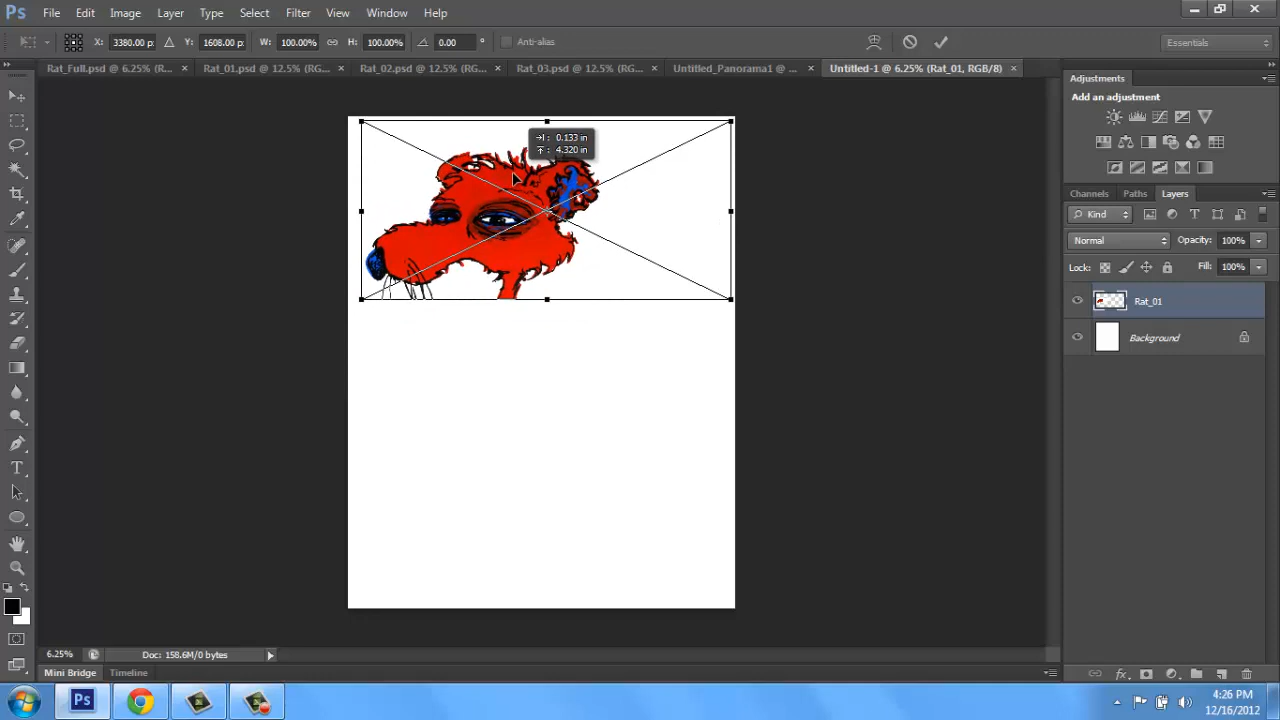 Ps File Edit Image Layer Type Select Filter View Window Help
X: 3380.00 p: Y: 1608.00 p: W: 100.00% H: 100.00% 0.00 ° Anti-alias Essentials
Rat_Full.psd @ 6.25% (RG... × Rat_01.psd @ 12.5% (RG... × Rat_02.psd @ 12.5% (RG... × Rat_03.psd @ 12.5% (RG... × Untitled_Panorama1 @ ... × Untitled-1 @ 6.25% (Rat_01, RGB/8) ×
Adjustments
Add an adjustment
0.133 in
4.320 in
Channels Paths Layers
Kind
Normal Opacity: 100%
Lock: Fill: 100%
Rat_01
Background
6.25% Doc: 158.6M/0 bytes
Mini Bridge Timeline
Ps
4:26 PM
12/16/2012